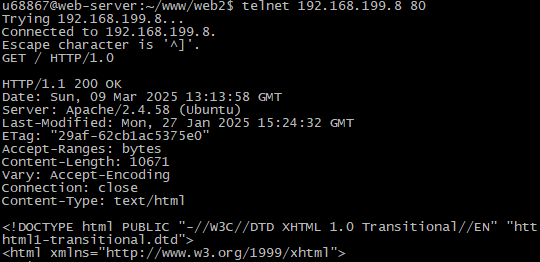 u68867@web-server:~/www/web2$ telnet 192.168.199.8 80
Trying 192.168.199.8...
Connected to 192.168.199.8.
Escape character is '^]'.
GET / HTTP/1.0

HTTP/1.1 200 OK
Date: Sun, 09 Mar 2025 13:13:58 GMT
Server: Apache/2.4.58 (Ubuntu)
Last-Modified: Mon, 27 Jan 2025 15:24:32 GMT
ETag: "29af-62cb1ac5375e0"
Accept-Ranges: bytes
Content-Length: 10671
Vary: Accept-Encoding
Connection: close
Content-Type: text/html

<!DOCTYPE html PUBLIC "-//W3C//DTD XHTML 1.0 Transitional//EN" "htt
html1-transitional.dtd">
<html xmlns="http://www.w3.org/1999/xhtml">